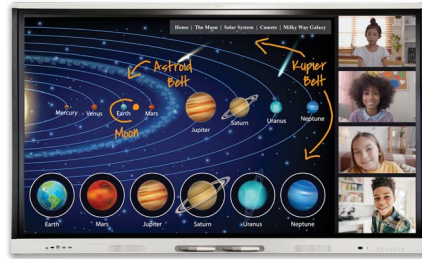 Home | The Moon | Solar System | Comets | Milky Way Galaxy
Astroid
Belt
Kupier
Belt
Mercury
Venus
Earth
Mars
Moon
Jupiter
Saturn
Uranus
Neptune
Earth
Mars
Jupiter
Saturn
Uranus
Neptune